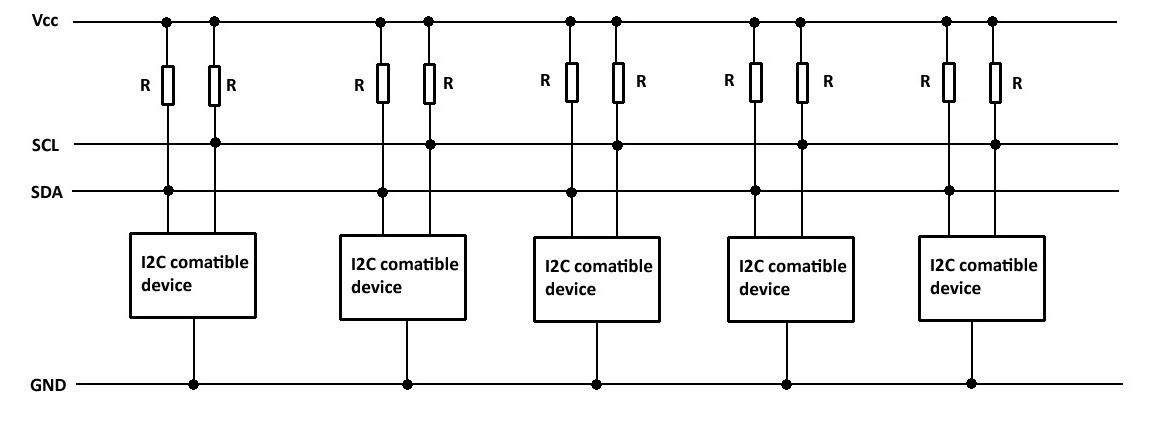 Vcc
R R R R R R R R R R
SCL
SDA
I2C comatible
device
I2C comatible
device
I2C comatible
device
I2C comatible
device
I2C comatible
device
GND